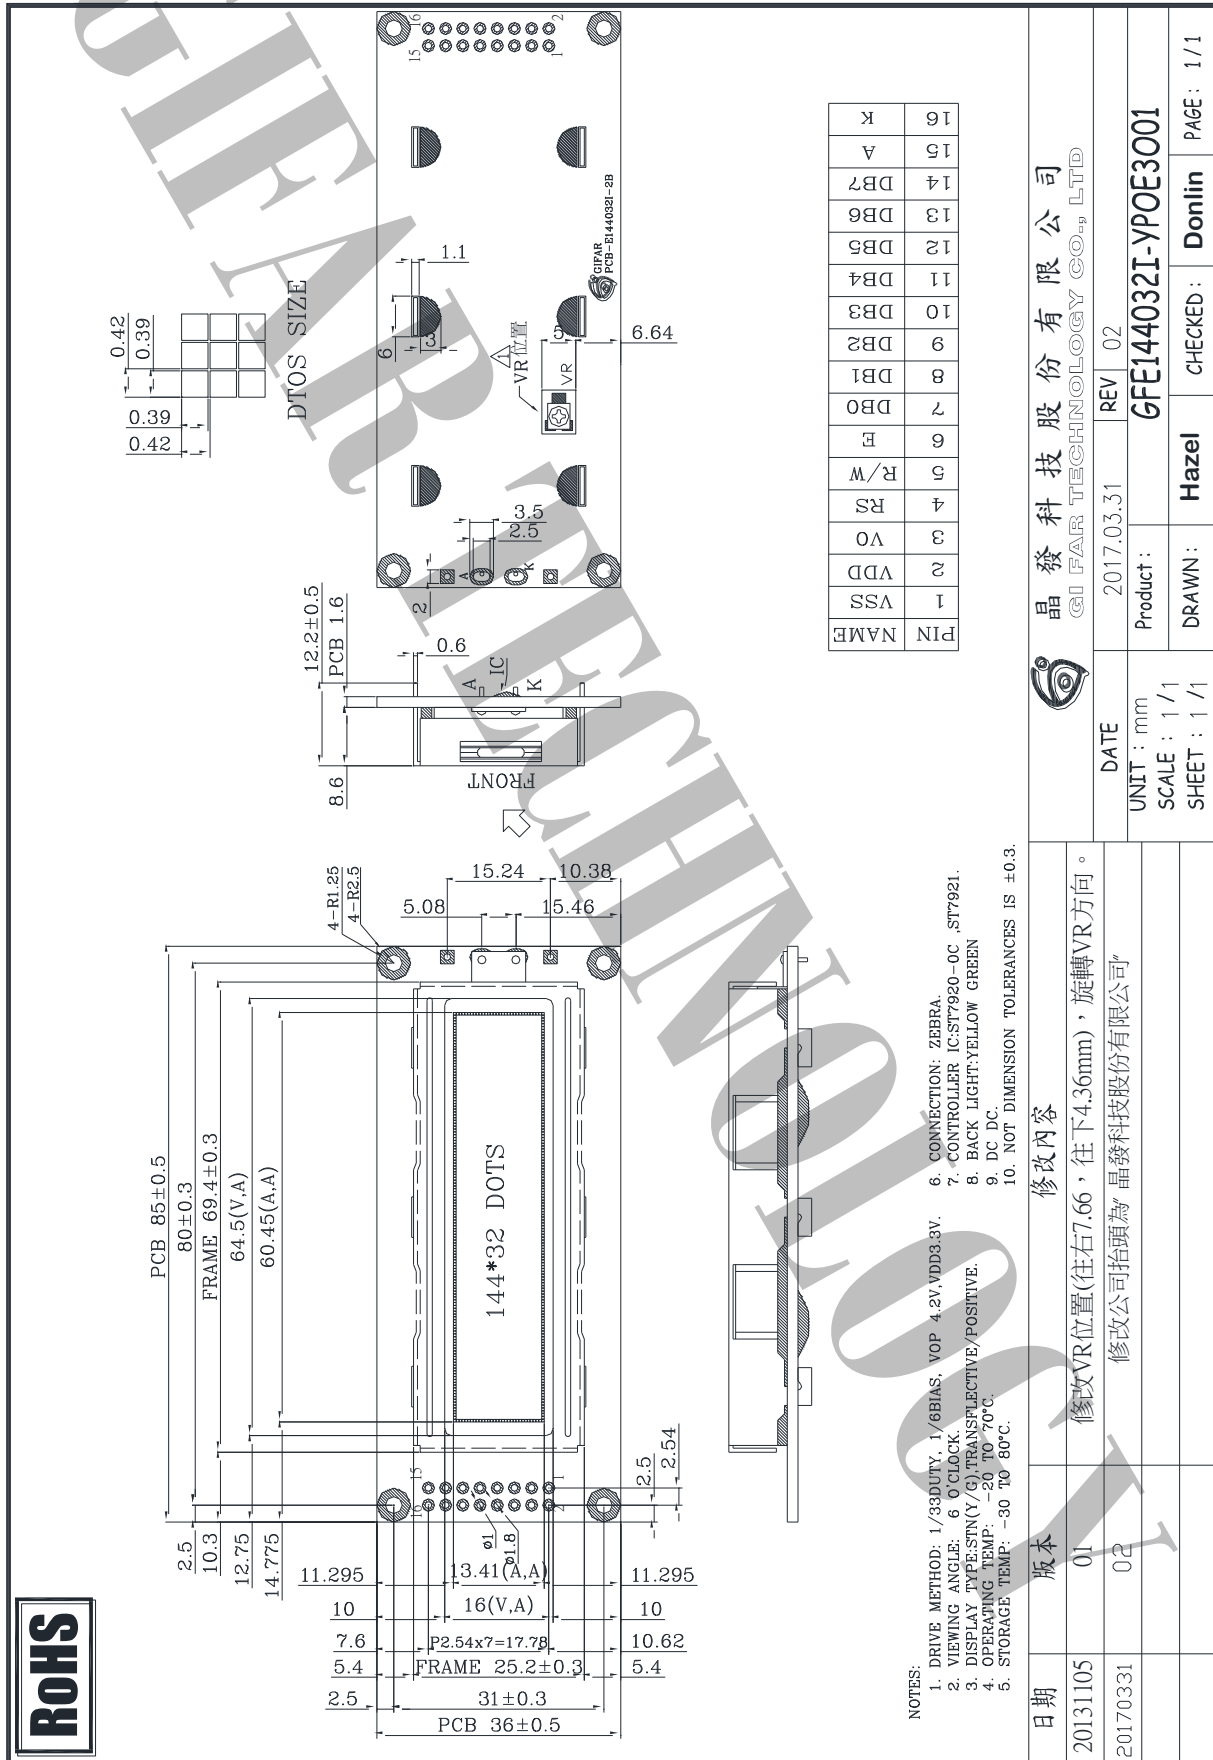 RoHS
PCB 85±0.5
80±0.3
FRAME 69.4±0.3
64.5(V,A)
60.45(A,A)
2.5
10.3
12.75
14.775
4-R1.25
4-R2.5
15.24
10.38
5.08
15.46
144*32 DOTS
16
15
2
1
ø1
ø1.8
2.5
2.54
11.295
13.41(A,A)
11.295
10
16(V,A)
10
7.6
P2.54x7=17.78
10.62
5.4
FRAME 25.2±0.3
5.4
2.5
31±0.3
PCB 36±0.5
12.2±0.5
PCB 1.6
0.6
8.6
A
IC
K
FRONT
0.42
0.39
0.39
0.42
DTOS SIZE
16
15
2
1
1.1
6
3
1
VR位置
VR
5
6.64
3.5
2.5
2
A
K
GIFAR
PCB-E144032I-2B
PIN NAME
1 VSS
2 VDD
3 VO
4 RS
5 R/W
6 E
7 DB0
8 DB1
9 DB2
10 DB3
11 DB4
12 DB5
13 DB6
14 DB7
15 A
16 K
NOTES:
1. DRIVE METHOD: 1/33DUTY, 1/6BIAS, VOP 4.2V,VDD3.3V.
2. VIEWING ANGLE: 6 O'CLOCK.
3. DISPLAY TYPE:STN(Y/G),TRANSFLECTIVE/POSITIVE.
4. OPERATING TEMP: -20 TO 70°C.
5. STORAGE TEMP: -30 TO 80°C.
6. CONNECTION: ZEBRA.
7. CONTROLLER IC:ST7920-0C ,ST7921.
8. BACK LIGHT:YELLOW GREEN
9. DC DC.
10. NOT DIMENSION TOLERANCES IS ±0.3.
日期 版本 修改內容
20131105 01 修改VR位置(往右7.66，往下4.36mm)，旋轉VR方向。
20170331 02 修改公司抬頭為"晶發科技股份有限公司"
晶發科技股份有限公司
GI FAR TECHNOLOGY CO., LTD
DATE 2017.03.31 REV 02
UNIT : mm
SCALE : 1 /1
SHEET : 1 /1
Product : GFE144032I-YPOE3001
DRAWN : Hazel CHECKED : Donlin PAGE : 1/1
GIFAR TECHNOLOGY